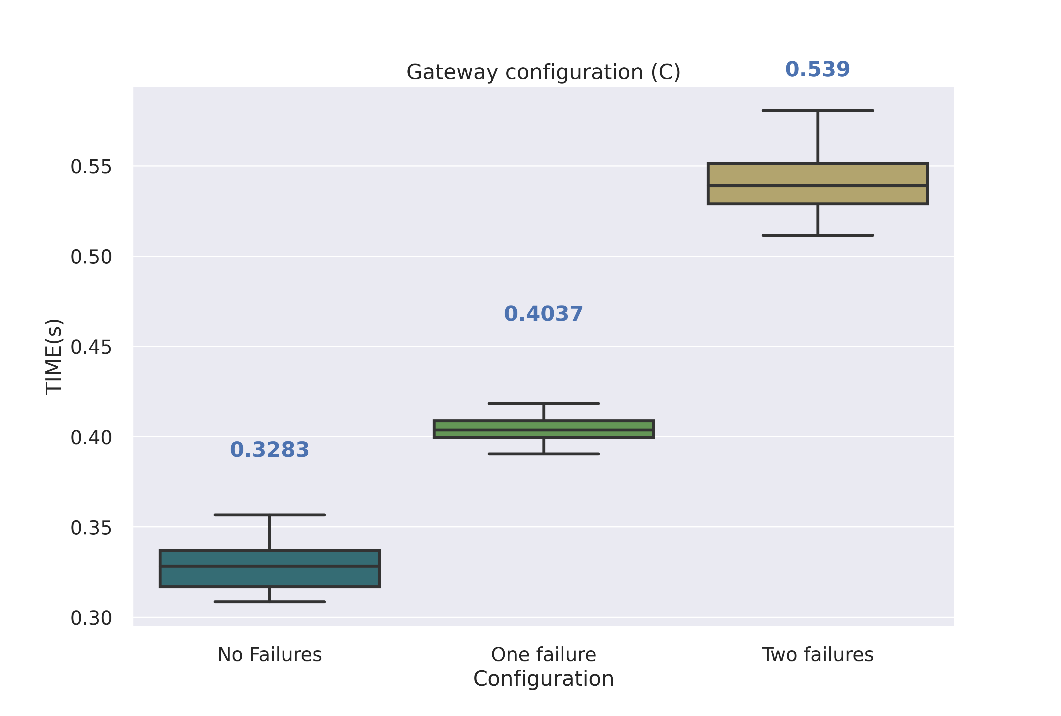 Gateway configuration (C)
0.539
0.55
0.50
0.4037
0.45
TIME(s)
0.40
0.3283
0.35
0.30
No Failures
One failure
Two failures
Configuration